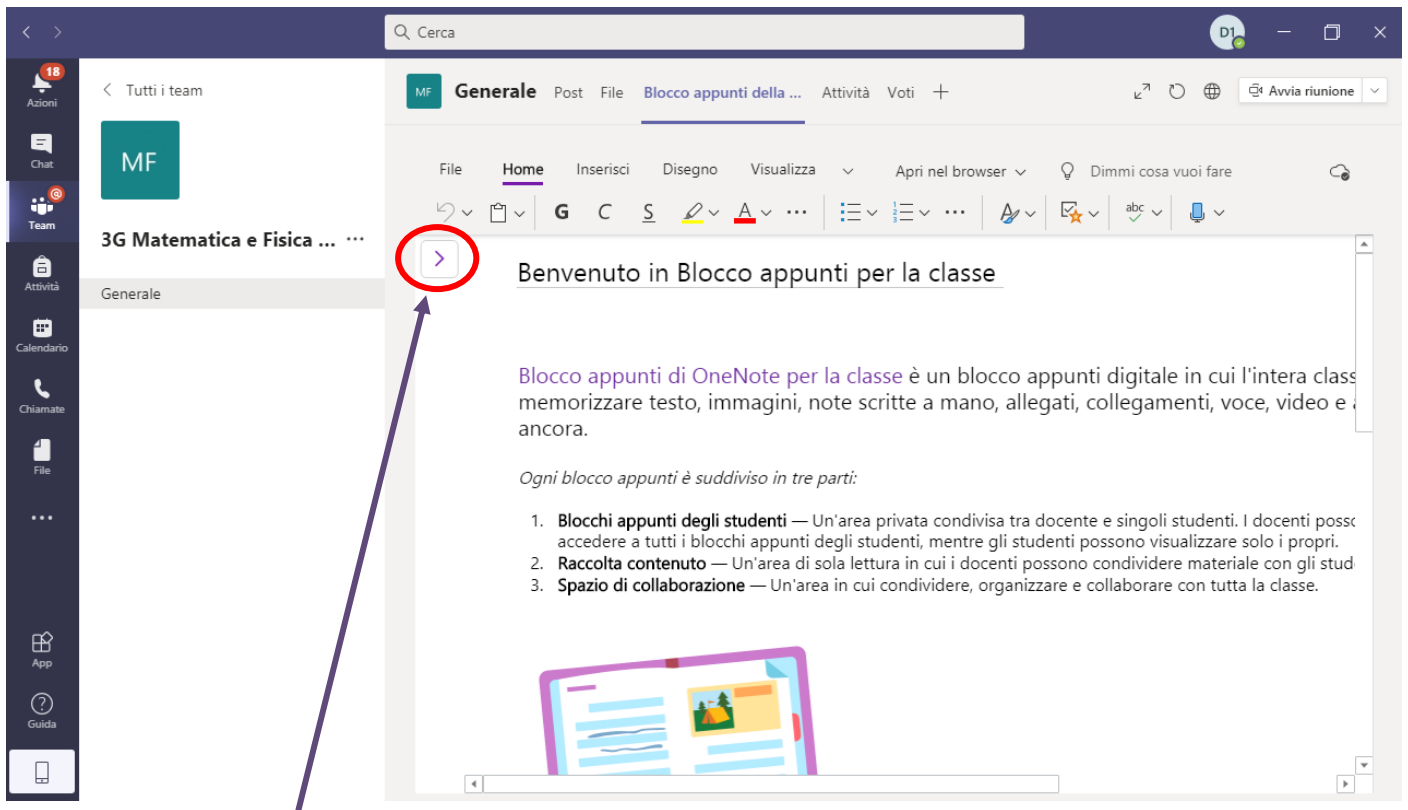 Cerca
D1
18
Azioni
Chat
@
Team
Attività
Calendario
Chiamate
File
...
App
Guida
< Tutti i team
MF
3G Matematica e Fisica ... ...
Generale
MF Generale Post File Blocco appunti della ... Attività Voti +
Avvia riunione
File Home Inserisci Disegno Visualizza Apri nel browser Dimmi cosa vuoi fare
G C S A ... ... abc
Benvenuto in Blocco appunti per la classe
Blocco appunti di OneNote per la classe è un blocco appunti digitale in cui l'intera class
memorizzare testo, immagini, note scritte a mano, allegati, collegamenti, voce, video e
ancora.
Ogni blocco appunti è suddiviso in tre parti:
1. Blocchi appunti degli studenti — Un'area privata condivisa tra docente e singoli studenti. I docenti
accedere a tutti i blocchi appunti degli studenti, mentre gli studenti possono visualizzare solo i propri.
2. Raccolta contenuto — Un'area di sola lettura in cui i docenti possono condividere materiale con gli stud
3. Spazio di collaborazione — Un'area in cui condividere, organizzare e collaborare con tutta la classe.